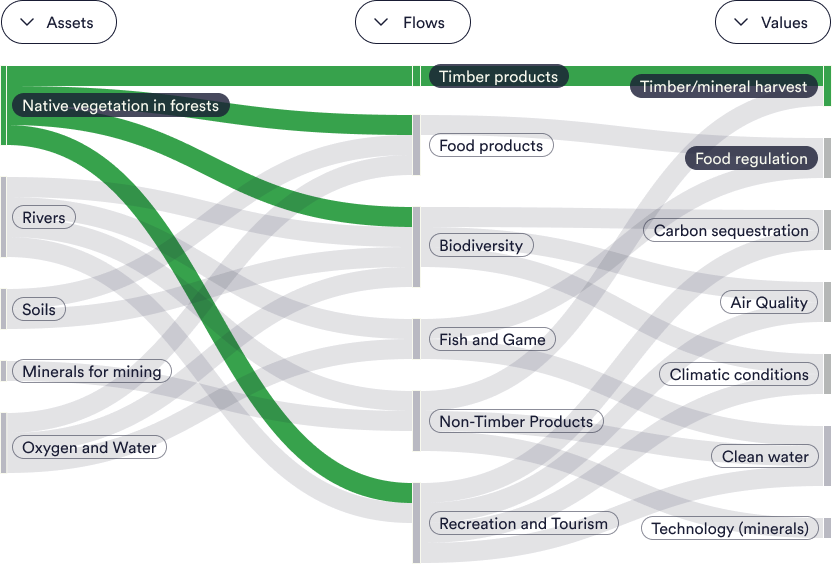 Assets
Flows
Values
Native vegetation in forests
Rivers
Soils
Minerals for mining
Oxygen and Water
Timber products
Food products
Biodiversity
Fish and Game
Non-Timber Products
Recreation and Tourism
Timber/mineral harvest
Food regulation
Carbon sequestration
Air Quality
Climatic conditions
Clean water
Technology (minerals)